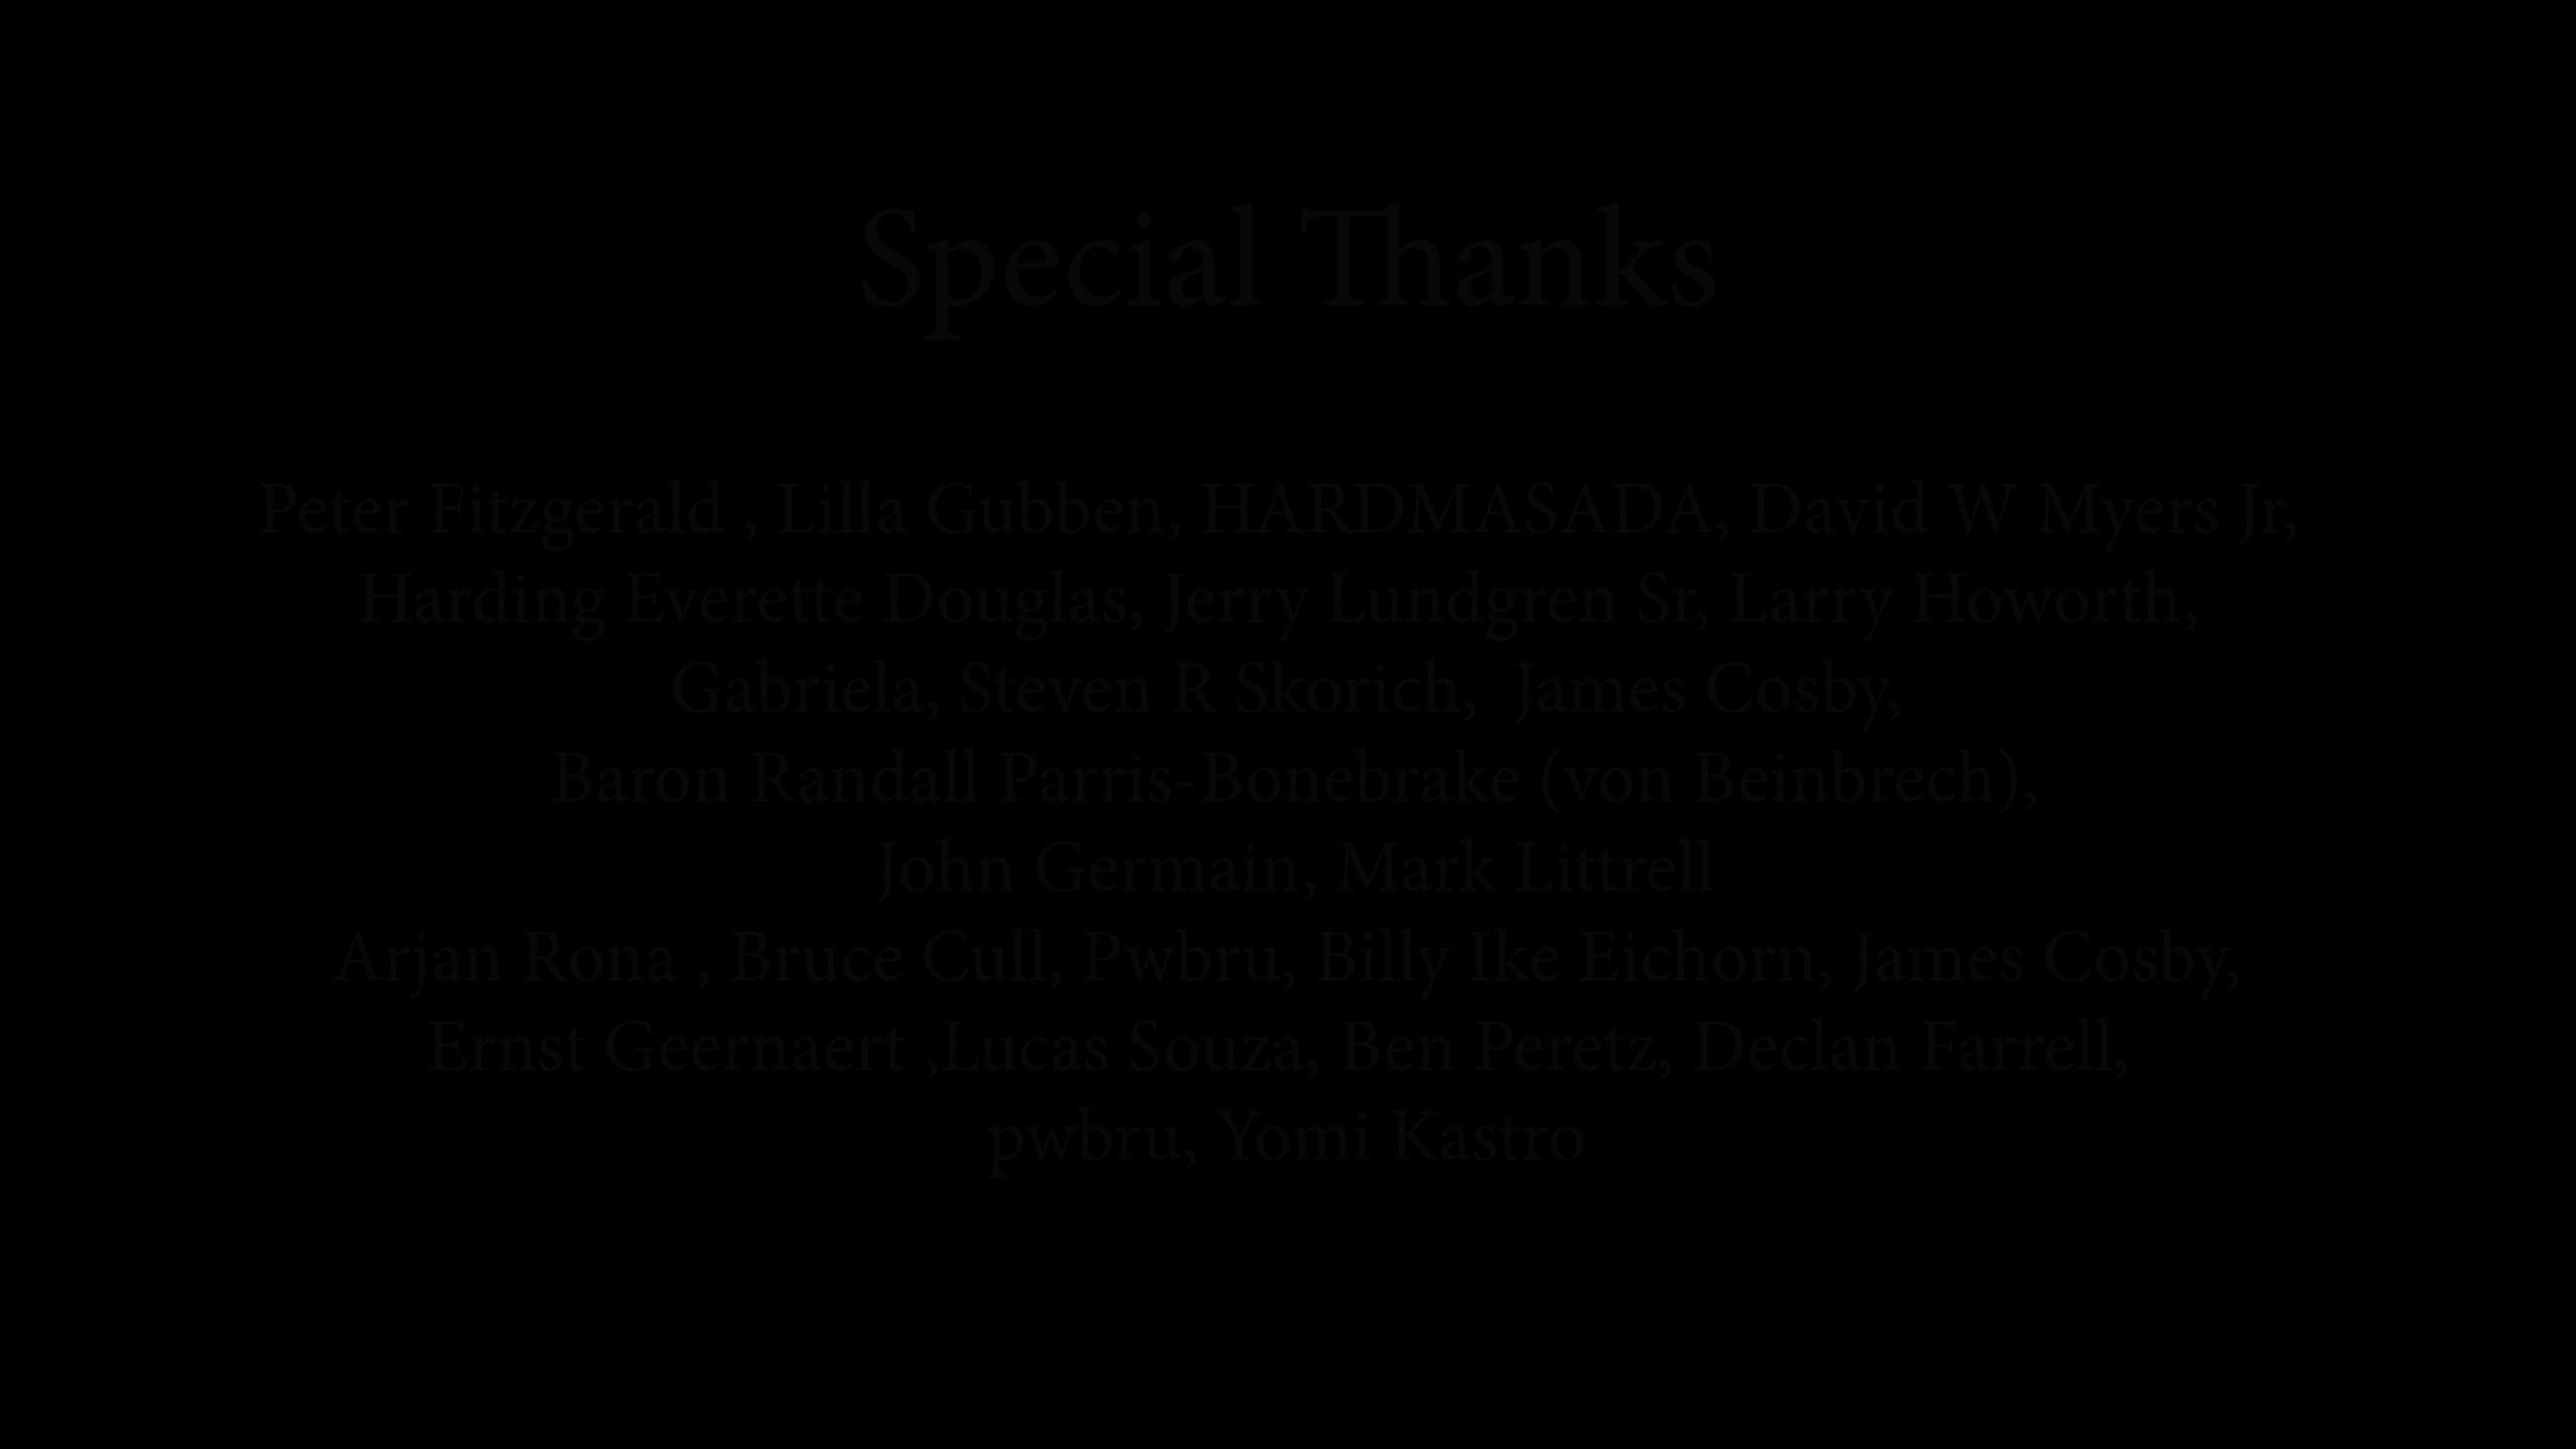 Special Thanks
Peter Fitzgerald , Lilla Gubben, HARDMASADA, David W Myers Jr,
Harding Everette Douglas, Jerry Lundgren Sr, Larry Howorth,
Gabriela, Steven R Skorich,  James Cosby,
Baron Randall Parris-Bonebrake (von Beinbrech),
John Germain, Mark Littrell
Arjan Rona , Bruce Cull, Pwbru, Billy Ike Eichorn, James Cosby,
Ernst Geernaert ,Lucas Souza, Ben Peretz, Declan Farrell,
pwbru, Yomi Kastro